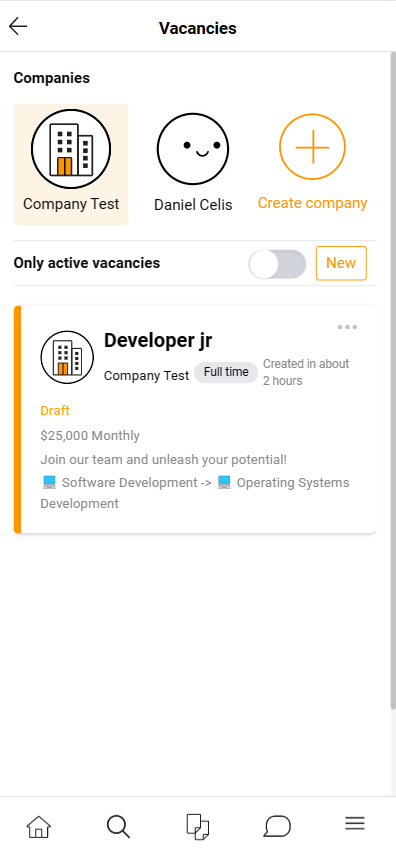 Vacancies
Companies
Company Test
Daniel Celis
Create company
Only active vacancies
New
Developer jr
Company Test
Full time
Created in about
2 hours
Draft
$25,000 Monthly
Join our team and unleash your potential!
💻 Software Development -> 💻 Operating Systems
Development